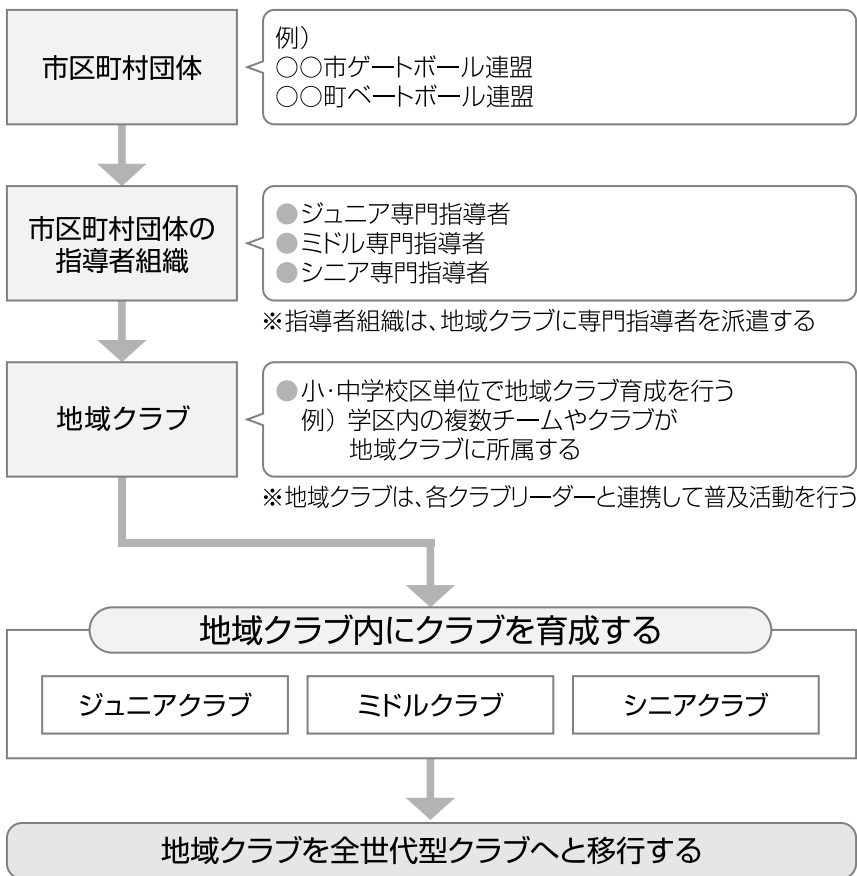 市区町村団体
例）
○○市ゲートボール連盟
○○町ベートボール連盟
市区町村団体の
指導者組織
●ジュニア専門指導者
●ミドル専門指導者
●シニア専門指導者
※指導者組織は、地域クラブに専門指導者を派遣する
地域クラブ
●小・中学校区単位で地域クラブ育成を行う
例）学区内の複数チームやクラブが
地域クラブに所属する
※地域クラブは、各クラブリーダーと連携して普及活動を行う
地域クラブ内にクラブを育成する
ジュニアクラブ
ミドルクラブ
シニアクラブ
地域クラブを全世代型クラブへと移行する